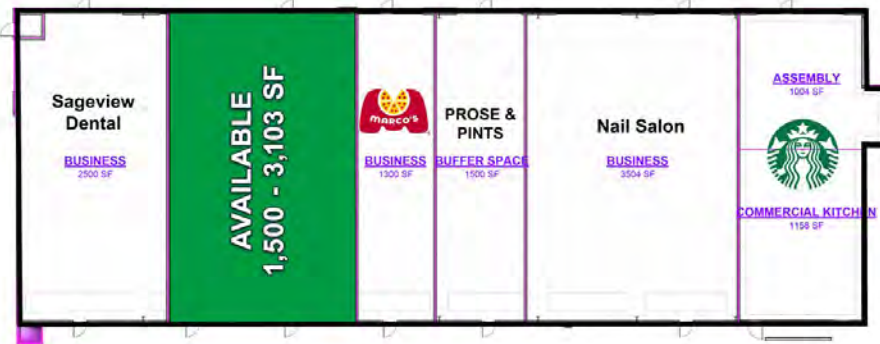 Sageview
Dental
BUSINESS
2500 SF
AVAILABLE
1,500 - 3,103 SF
MARCO'S
BUSINESS
1300 SF
PROSE &
PINTS
BUFFER SPACE
1500 SF
Nail Salon
BUSINESS
3504 SF
ASSEMBLY
1004 SF
COMMERCIAL KITCHEN
1156 SF